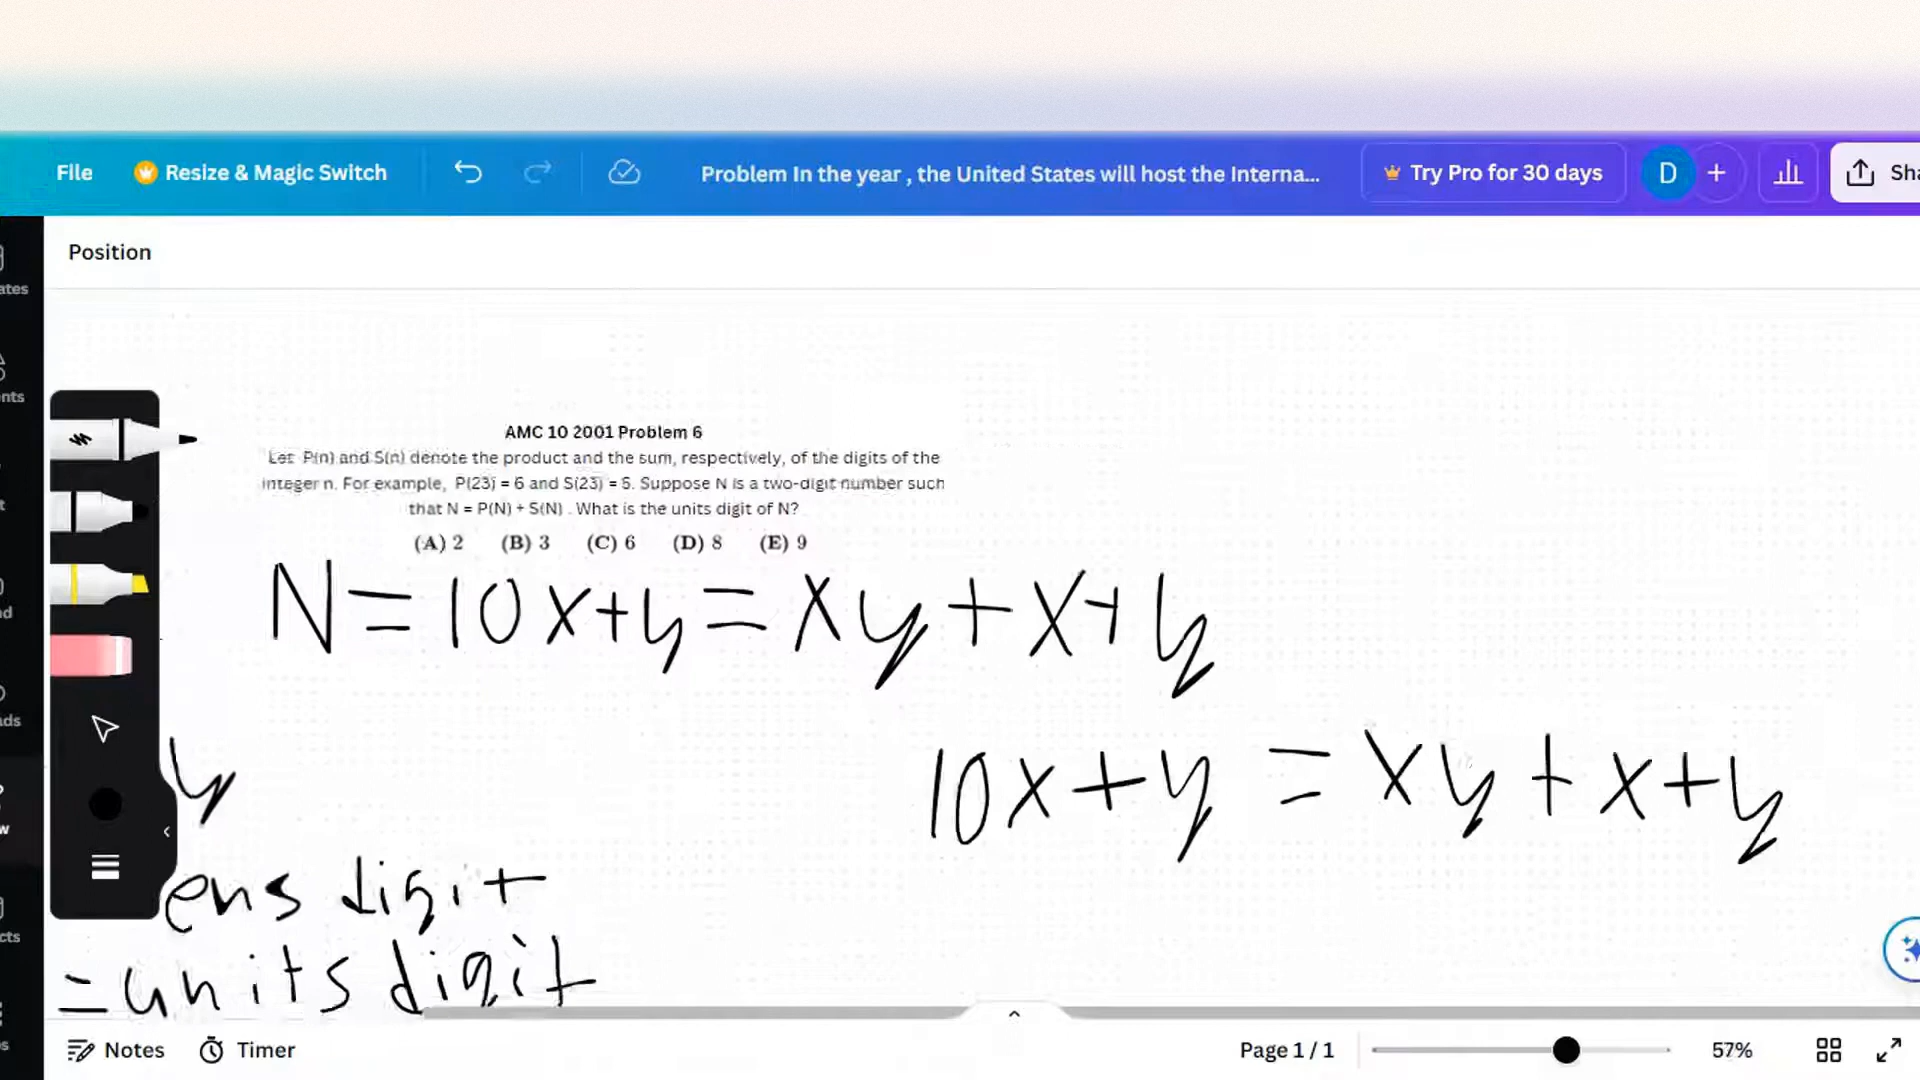 File Resize & Magic Switch Problem In the year , the United States will host the Interna... Try Pro for 30 days D + Sha
Position
ates
ents
AMC 10 2001 Problem 6
Let P(n) and S(n) denote the product and the sum, respectively, of the digits of the
integer n. For example, P(23) = 6 and S(23) = 5. Suppose N is a two-digit number such
that N = P(N) + S(N) . What is the units digit of N?
(A) 2 (B) 3 (C) 6 (D) 8 (E) 9
N=10x+y=xy+x+y
10x+y=xy+x+y
y
ens digit
=units digit
Notes Timer Page 1 / 1 57%